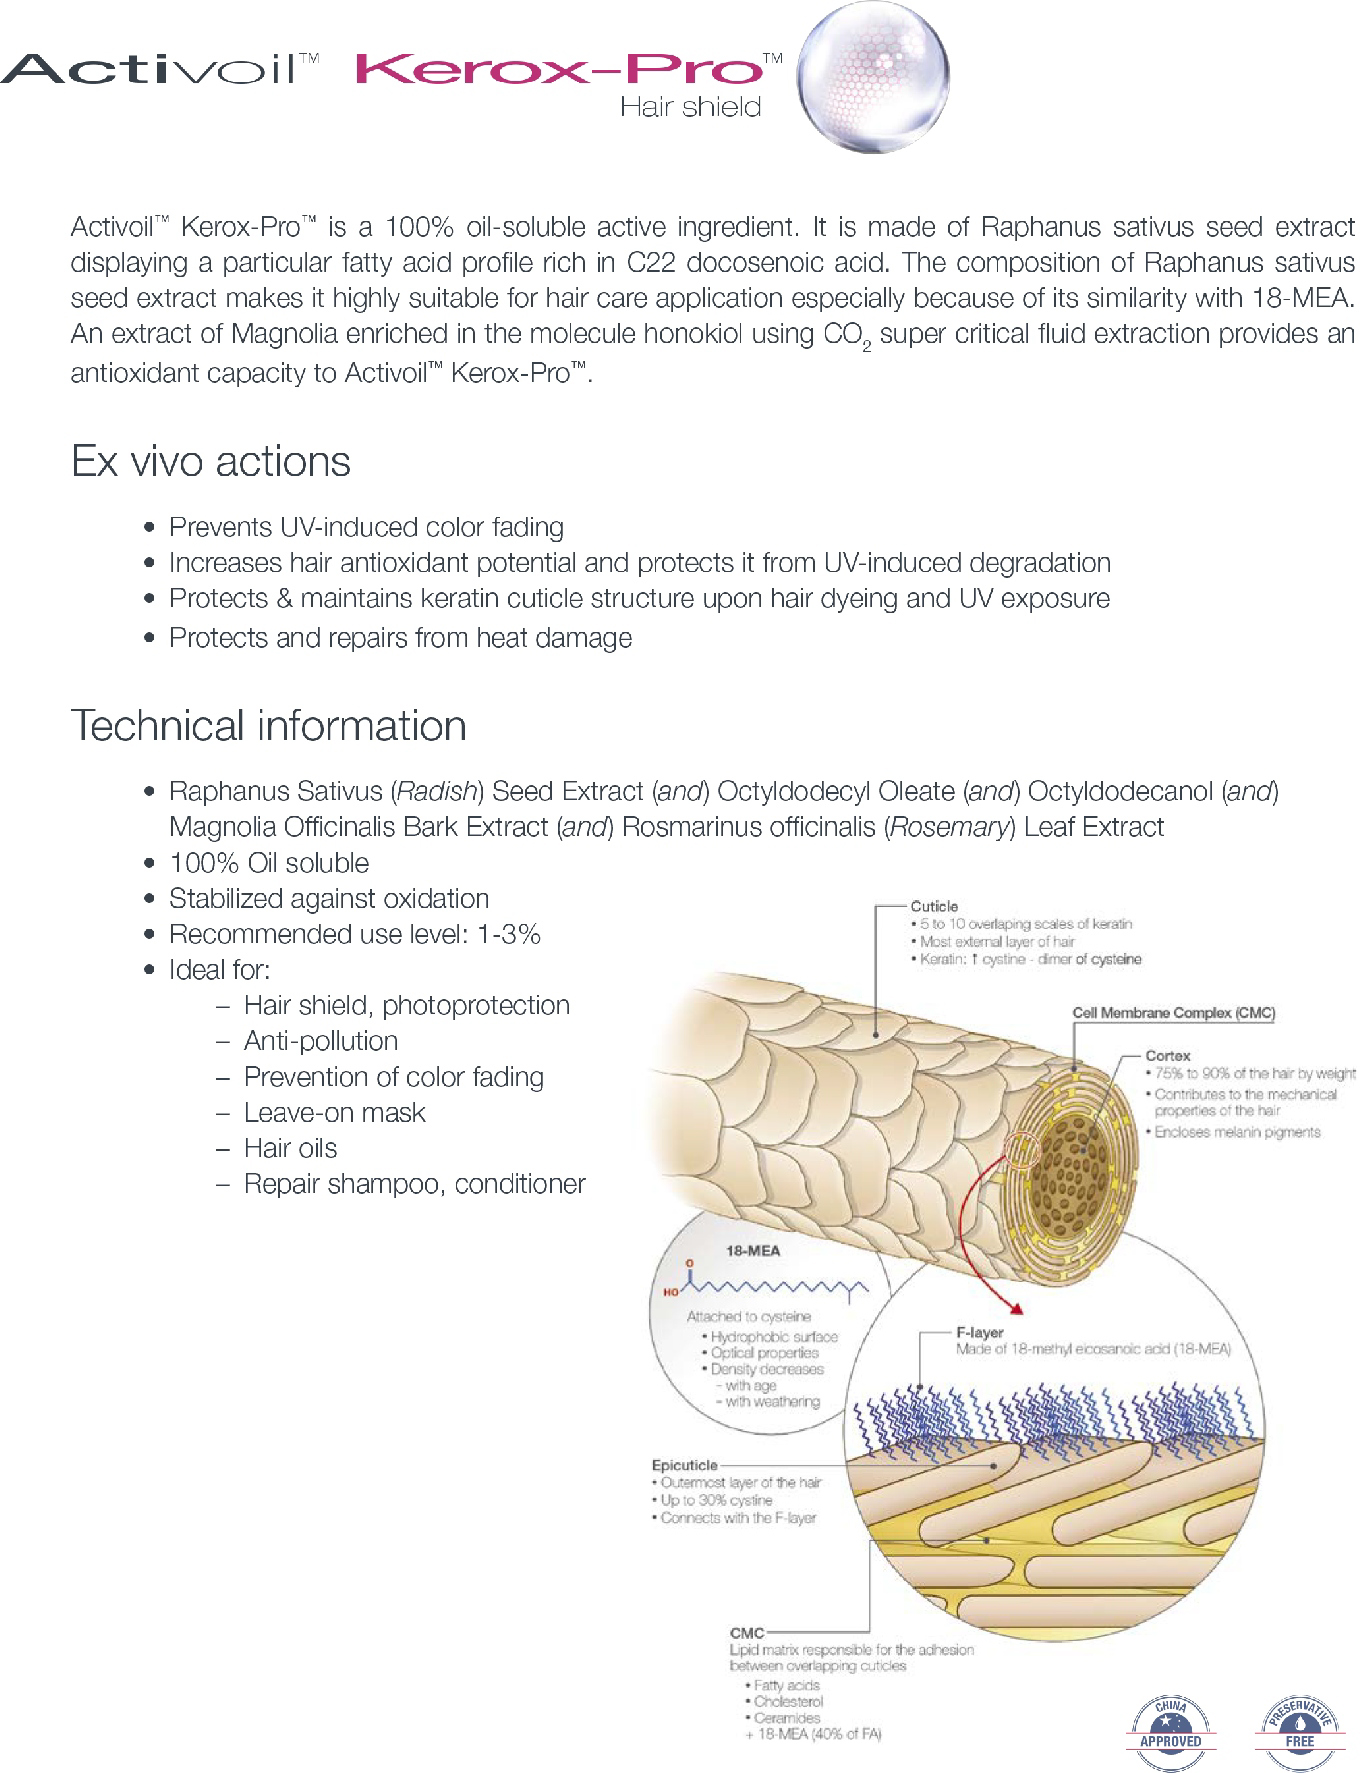 Activoil™ Kerox-Pro™
Hair shield
Activoil™ Kerox-Pro™ is a 100% oil-soluble active ingredient. It is made of Raphanus sativus seed extract
displaying a particular fatty acid profile rich in C22 docosenoic acid. The composition of Raphanus sativus
seed extract makes it highly suitable for hair care application especially because of its similarity with 18-MEA.
An extract of Magnolia enriched in the molecule honokiol using CO2 super critical fluid extraction provides an
antioxidant capacity to Activoil™ Kerox-Pro™.
Ex vivo actions
• Prevents UV-induced color fading
• Increases hair antioxidant potential and protects it from UV-induced degradation
• Protects & maintains keratin cuticle structure upon hair dyeing and UV exposure
• Protects and repairs from heat damage
Technical information
• Raphanus Sativus (Radish) Seed Extract (and) Octyldodecyl Oleate (and) Octyldodecanol (and)
Magnolia Officinalis Bark Extract (and) Rosmarinus officinalis (Rosemary) Leaf Extract
• 100% Oil soluble
• Stabilized against oxidation
• Recommended use level: 1-3%
• Ideal for:
– Hair shield, photoprotection
– Anti-pollution
– Prevention of color fading
– Leave-on mask
– Hair oils
– Repair shampoo, conditioner
Cuticle
• 5 to 10 overlaping scales of keratin
• Most external layer of hair
• Keratin: ↑ cystine - dimer of cysteine
Cell Membrane Complex (CMC)
Cortex
• 75% to 90% of the hair by weight
• Contributes to the mechanical
properties of the hair
• Encloses melanin pigments
18-MEA
O
HO
Attached to cysteine
• Hydrophobic surface
• Optical properties
• Density decreases
- with age
- with weathering
F-layer
Made of 18-methyl eicosanoic acid (18-MEA)
Epicuticle
• Outermost layer of the hair
• Up to 30% cystine
• Connects with the F-layer
CMC
Lipid matrix responsible for the adhesion
between overlapping cuticles
• Fatty acids
• Cholesterol
• Ceramides
+ 18-MEA (40% of FA)
CHINA
APPROVED
PRESERVATIVE
FREE